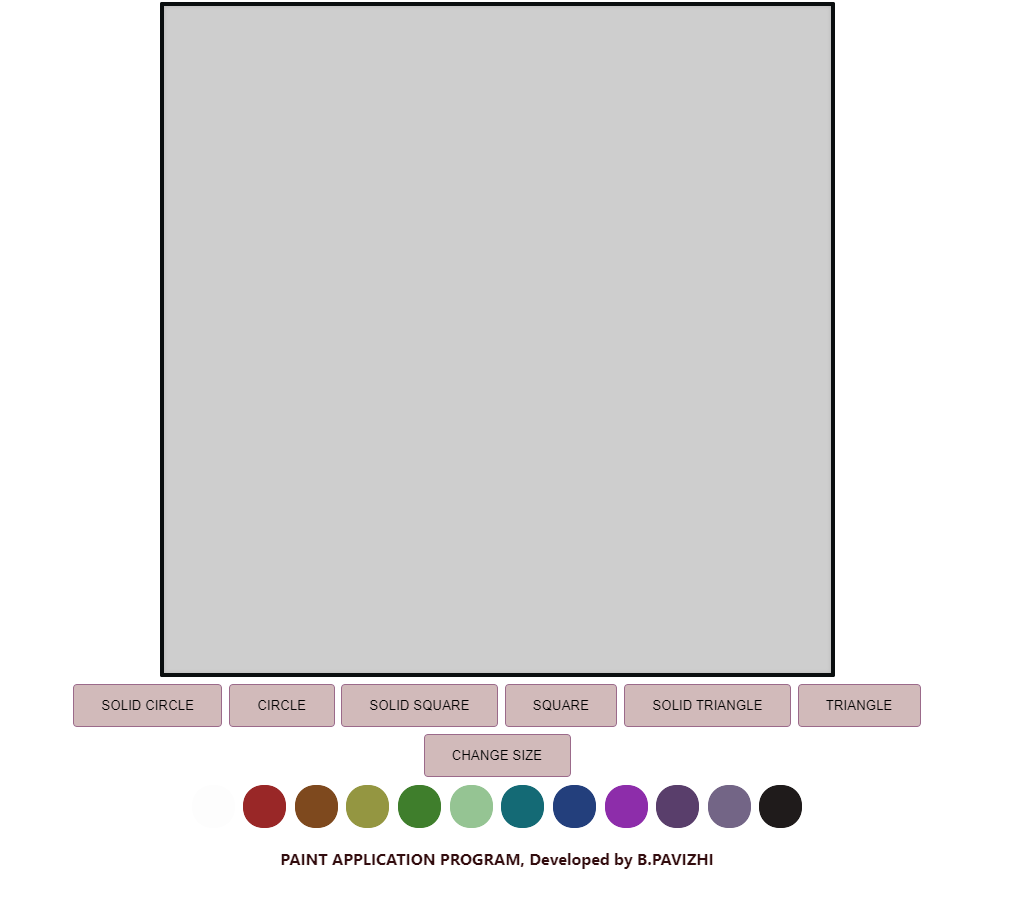 SOLID CIRCLE CIRCLE SOLID SQUARE SQUARE SOLID TRIANGLE TRIANGLE
CHANGE SIZE
PAINT APPLICATION PROGRAM, Developed by B.PAVIZHI